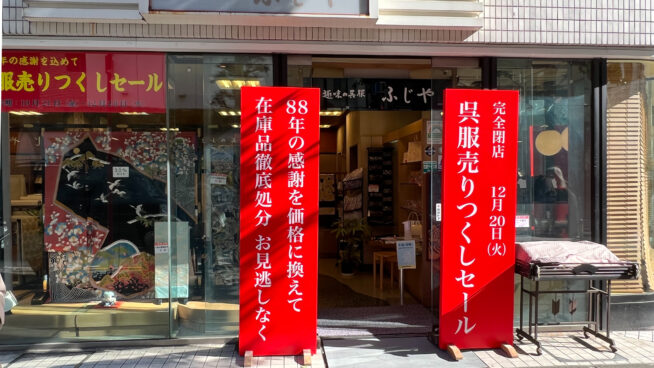 年の感謝を込めて
服売りつくしセール
趣味の呉服
ふじや
88年の感謝を価格に換えて
在庫品徹底処分 お見逃しなく
完全閉店 12月20日(火)
呉服売りつくしセール